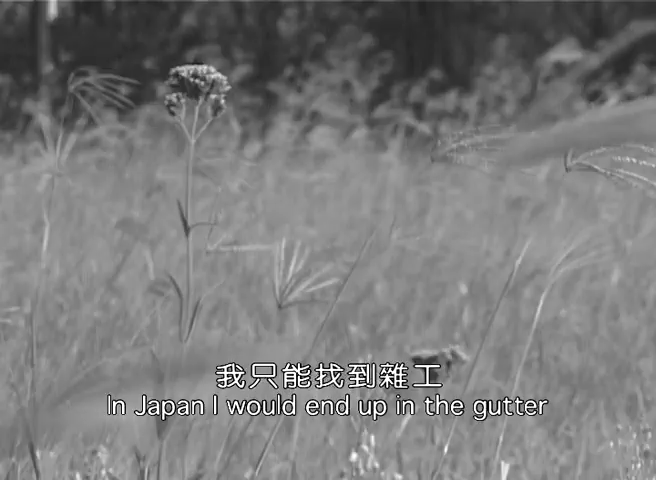 我只能找到雜工
In Japan I would end up in the gutter